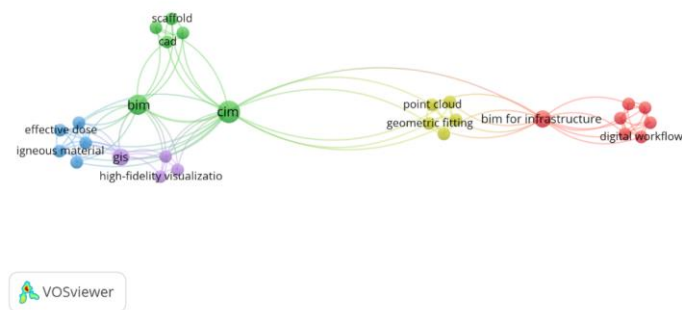 scaffold
cad
bim
cim
point cloud
effective dose
geometric fitting
bim for infrastructure
digital workflow
igneous material
gis
high-fidelity visualizatio
VOSviewer